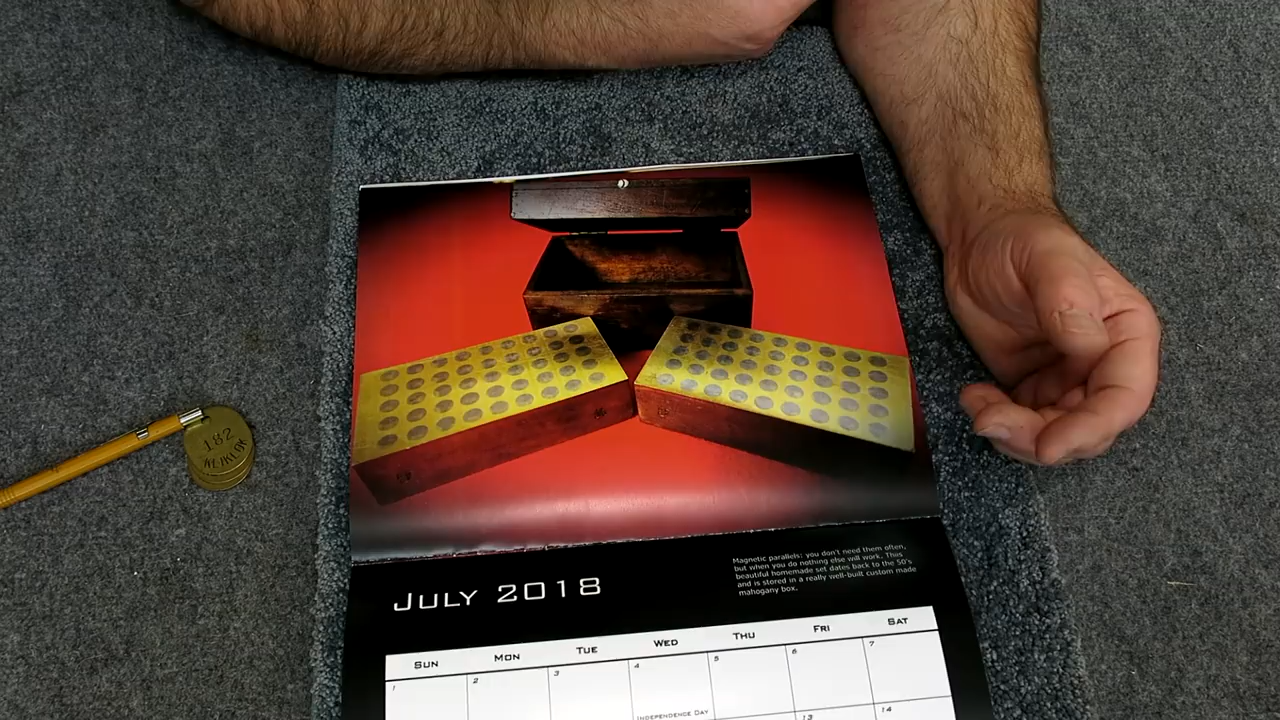 182
Magnetic parallels: you don't need them often,
but when you do nothing else will work. This
beautiful homemade set dates back to the 50's
and is stored in a really well-built custom made
mahogany box.
JULY 2018
SUN MON TUE WED THU FRI SAT
1 2 3 4 5 6 7
INDEPENDENCE DAY
13 14